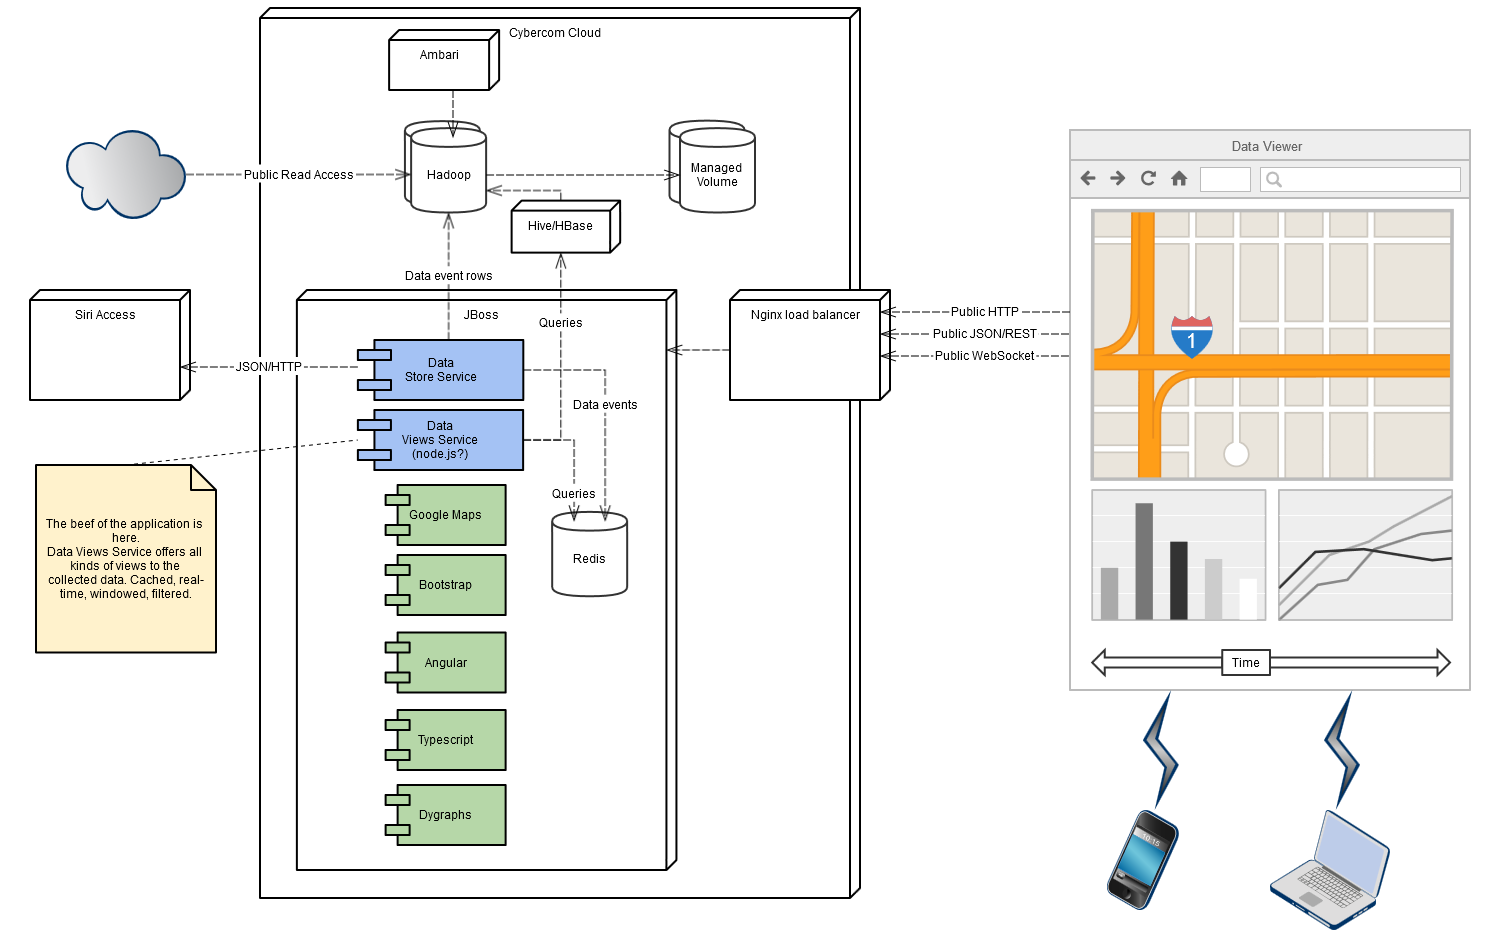 Cybercom Cloud
Ambari
Public Read Access
Hadoop
Managed
Volume
Hive/HBase
Data event rows
Siri Access
JBoss
Queries
Nginx load balancer
JSON/HTTP
Data
Store Service
Data events
Data
Views Service
(node.js?)
Queries
Redis
The beef of the application is
here.
Data Views Service offers all
kinds of views to the
collected data. Cached, real-
time, windowed, filtered.
Google Maps
Bootstrap
Angular
Typescript
Dygraphs
Public HTTP
Public JSON/REST
Public WebSocket
Data Viewer
1
Time
10:15